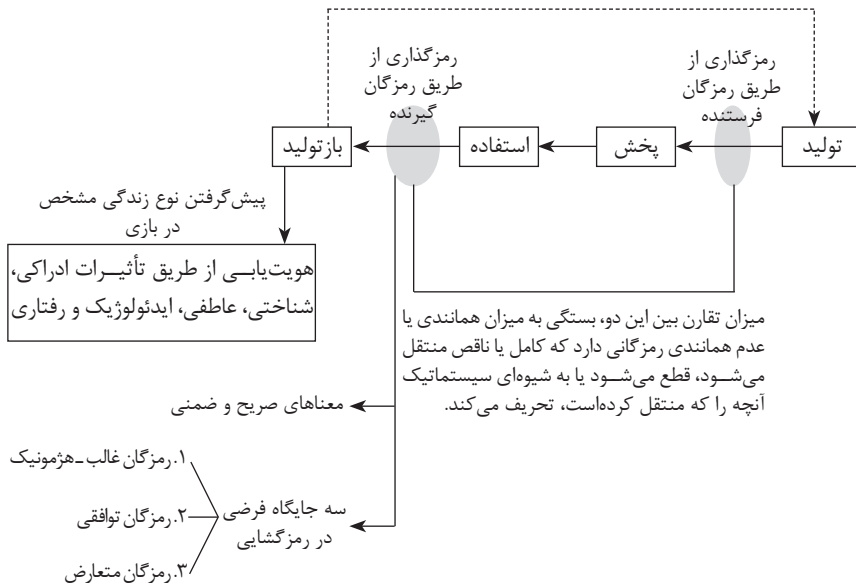 رمزگذاری از
طریق رمزگان
فرستنده
رمزگذاری از
طریق رمزگان
گیرنده
تولید
پخش
استفاده
بازتولید
پیش‌گرفتن نوع زندگی مشخص
در بازی
هویت‌یابــی از طریق تأثیــرات ادراکی،
شناختی، عاطفی، ایدئولوژیک و رفتاری
میزان تقارن بین این دو، بستگی به میزان همانندی یا
عدم همانندی رمزگانی دارد که کامل یا ناقص منتقل
می‌شــود، قطع می‌شــود یا به شیوه‌ای سیستماتیک
آنچه را که منتقل کرده‌است، تحریف می‌کند.
معناهای صریح و ضمنی
سه جایگاه فرضی
در رمزگشایی
۱.رمزگان غالب-هژمونیک
۲.رمزگان توافقی
۳.رمزگان متعارض